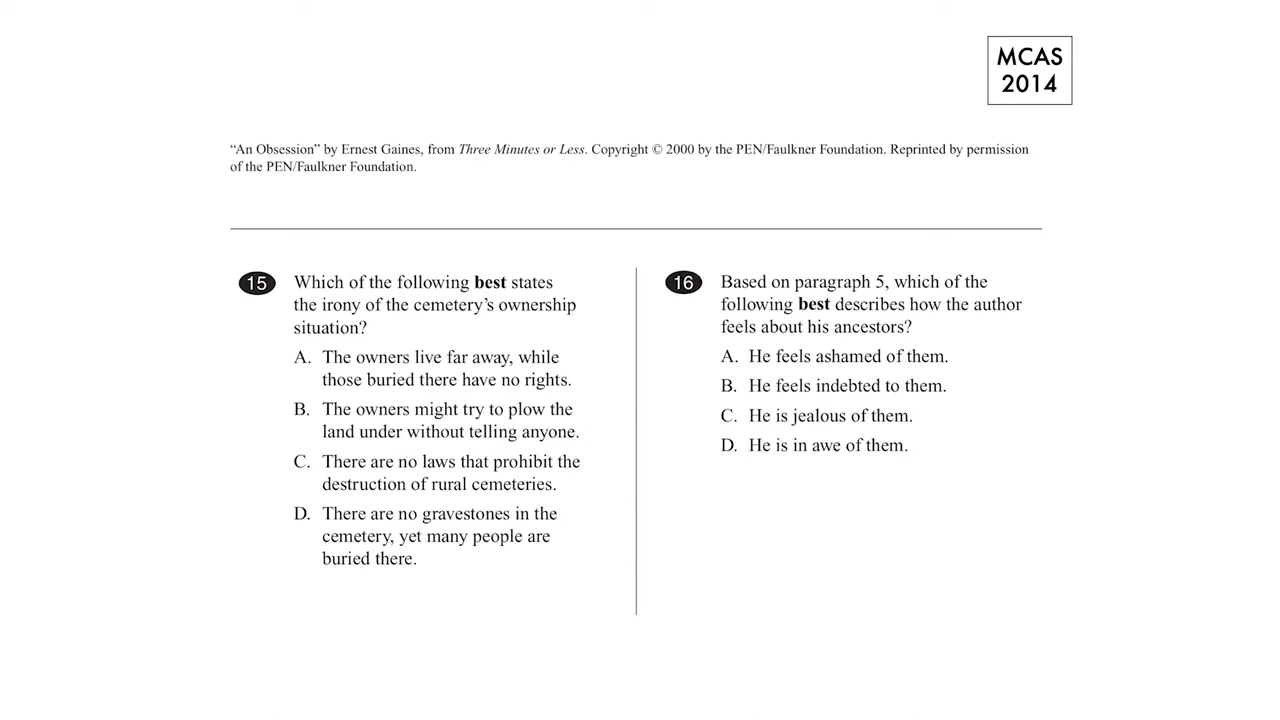 MCAS
2014
“An Obsession” by Ernest Gaines, from Three Minutes or Less. Copyright © 2000 by the PEN/Faulkner Foundation. Reprinted by permission
of the PEN/Faulkner Foundation.
15 Which of the following best states
the irony of the cemetery’s ownership
situation?
A. The owners live far away, while
those buried there have no rights.
B. The owners might try to plow the
land under without telling anyone.
C. There are no laws that prohibit the
destruction of rural cemeteries.
D. There are no gravestones in the
cemetery, yet many people are
buried there.
16 Based on paragraph 5, which of the
following best describes how the author
feels about his ancestors?
A. He feels ashamed of them.
B. He feels indebted to them.
C. He is jealous of them.
D. He is in awe of them.